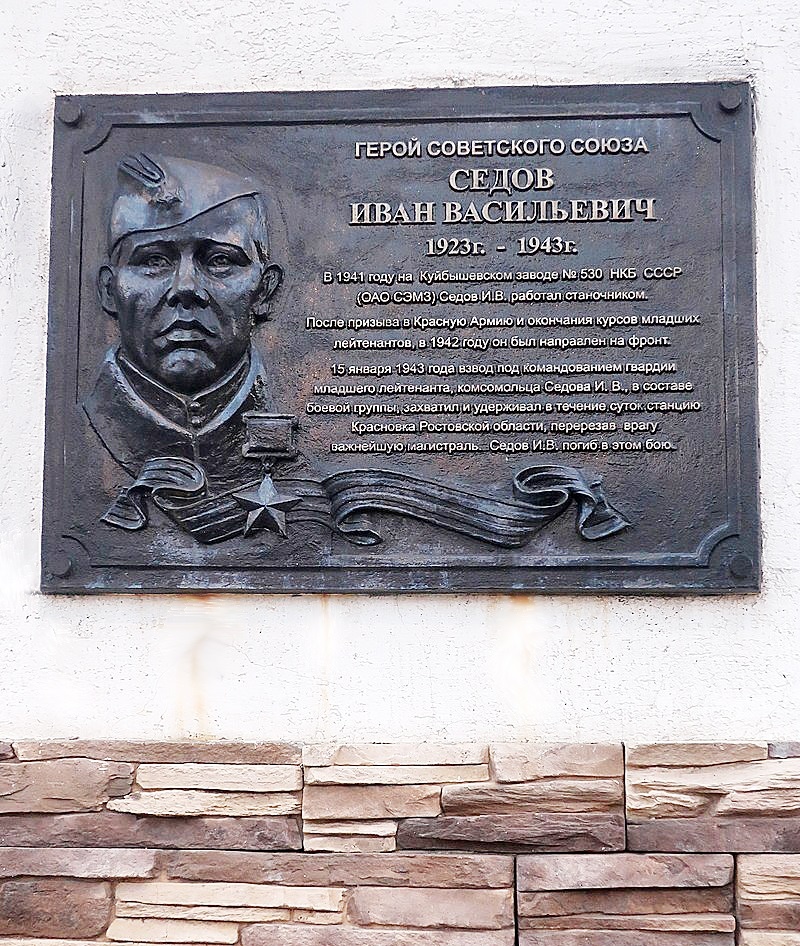 ГЕРОЙ СОВЕТСКОГО СОЮЗА
СЕДОВ
ИВАН ВАСИЛЬЕВИЧ
1923г. - 1943г.
В 1941 году на Куйбышевском заводе № 530 НКБ СССР
(ОАО СЭМЗ) Седов И.В. работал станочником.
После призыва в Красную Армию и окончания курсов младших
лейтенантов, в 1942 году он был направлен на фронт.
15 января 1943 года взвод под командованием гвардии
младшего лейтенанта, комсомольца Седова И. В., в составе
боевой группы, захватил и удерживал в течение суток станцию
Красновка Ростовской области, перерезав врагу
важнейшую магистраль. Седов И.В. погиб в этом бою.